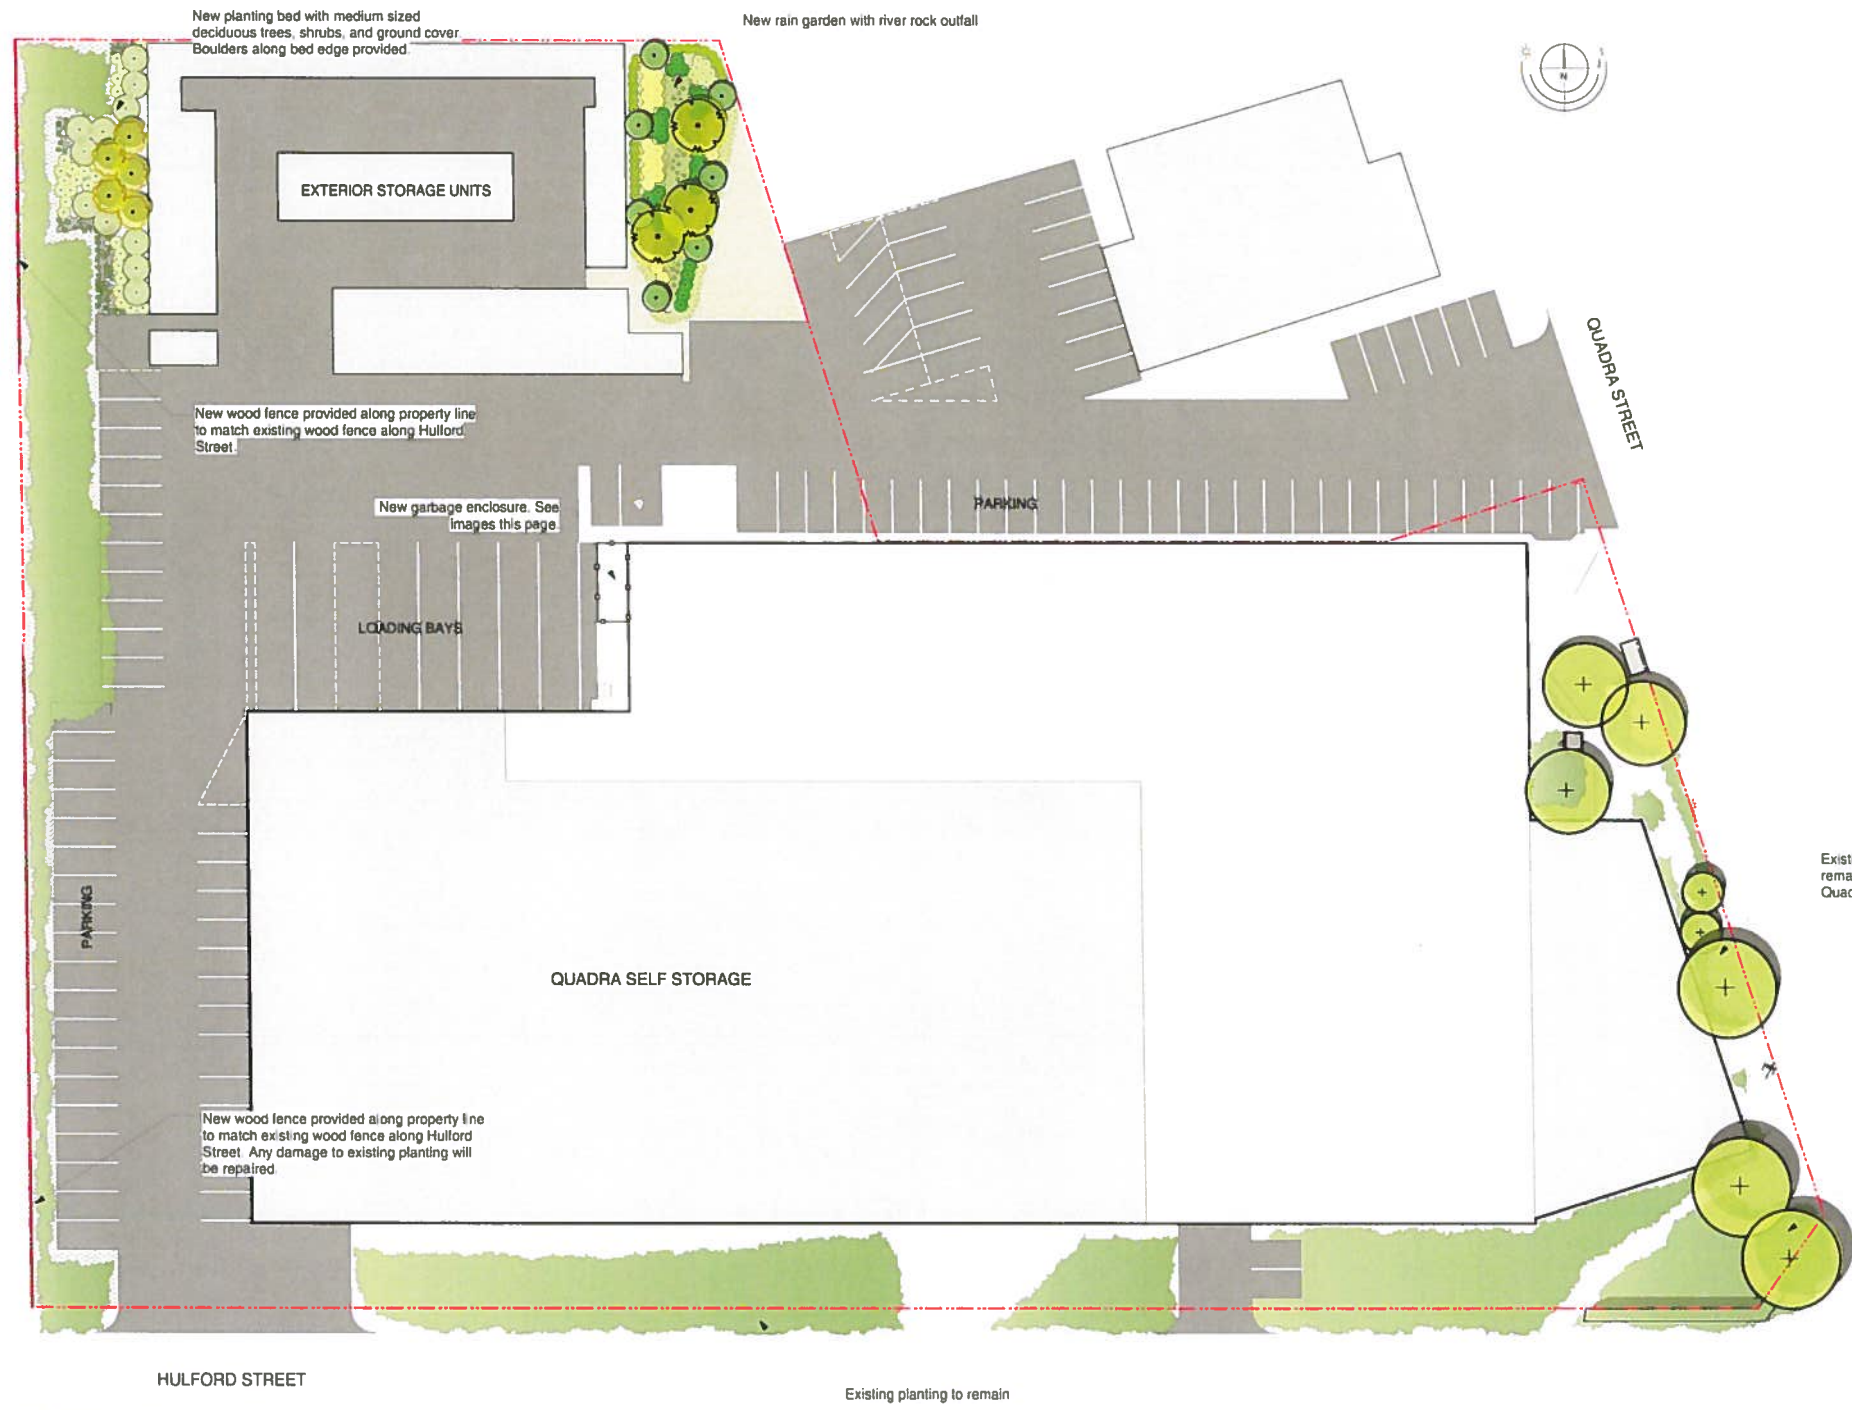 New planting bed with medium sized
deciduous trees, shrubs, and ground cover.
Boulders along bed edge provided.
New rain garden with river rock outfall
N
EXTERIOR STORAGE UNITS
QUADRA STREET
New wood fence provided along property line
to match existing wood fence along Hulford
Street.
New garbage enclosure. See
images this page.
PARKING
LOADING BAYS
Exist
rema
Quad
PARKING
QUADRA SELF STORAGE
New wood fence provided along property line
to match existing wood fence along Hulford
Street. Any damage to existing planting will
be repaired.
HULFORD STREET
Existing planting to remain